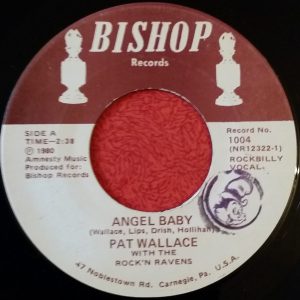 BISHOP
Records
SIDE A
TIME-2:38
℗ 1980
Amnesty Music
Produced for:
Bishop Records
Record No.
1004
(NR12322-1)
ROCKBILLY
VOCAL.
ANGEL BABY
(Wallace, Lips, Drish, Hollihan)
PAT WALLACE
WITH THE
ROCK'N RAVENS
47 Noblestown Rd. Carnegie, Pa. U.S.A.